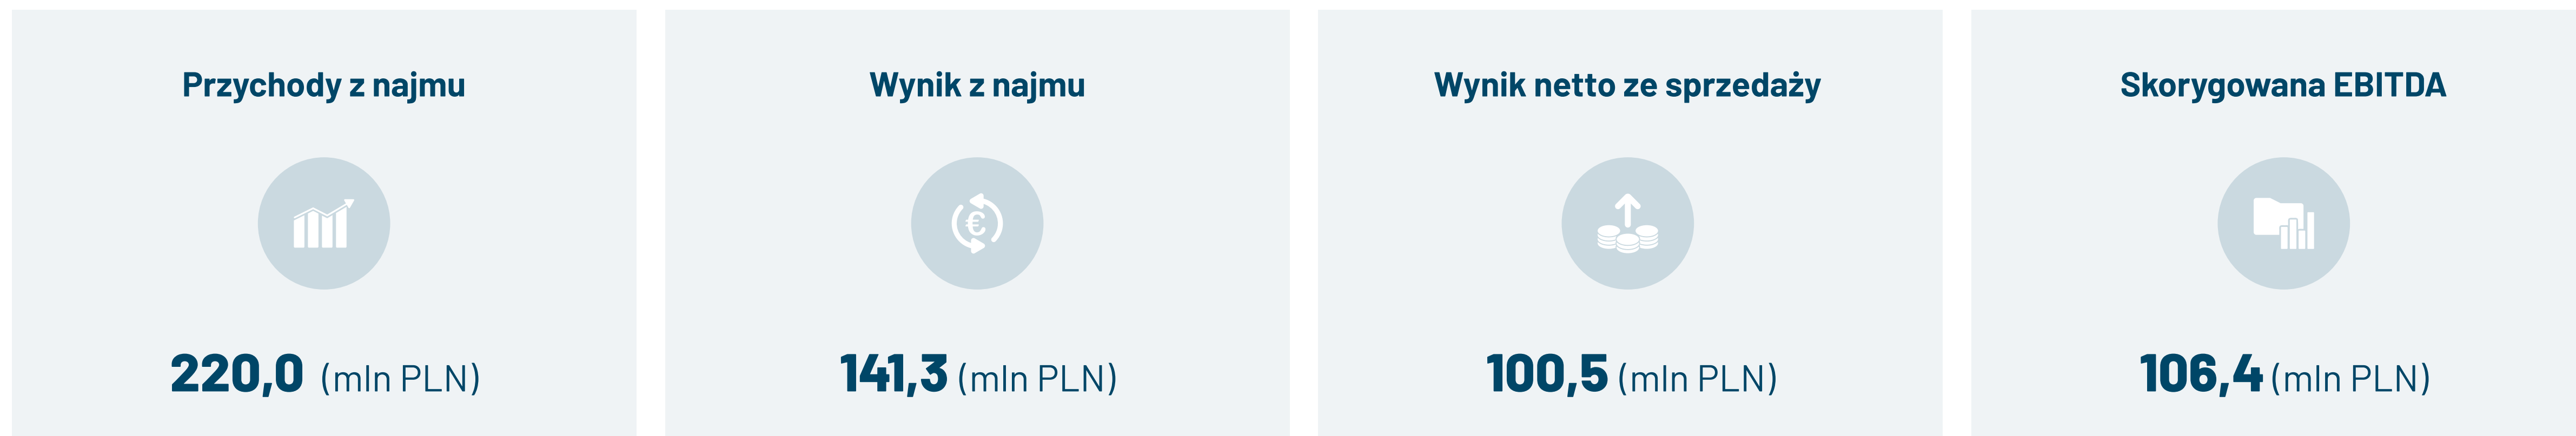 Przychody z najmu
220,0 (mln PLN)
Wynik z najmu
€
141,3 (mln PLN)
Wynik netto ze sprzedaży
100,5 (mln PLN)
Skorygowana EBITDA
106,4 (mln PLN)